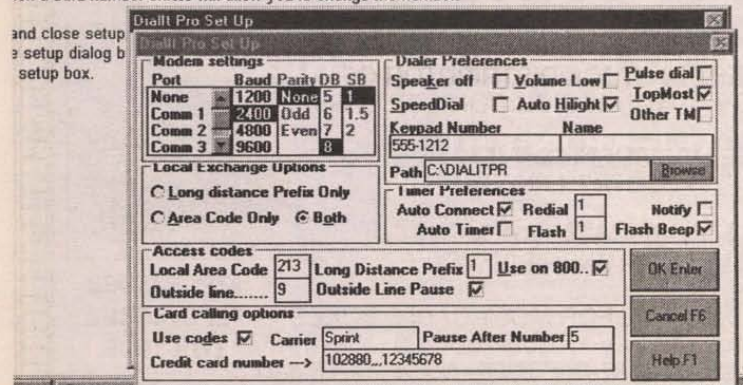 DialIt Pro Set Up
and close setup
setup dialog b
setup box.
DialIt Pro Set Up
Modem settings
Port Baud Parity DB SB
None 1200 None 5 1
Comm 1 2400 Odd 6 1.5
Comm 2 4800 Even 7 2
Comm 3 9600 8
Dialer Preferences
Speaker off Volume Low Pulse dial
SpeedDial Auto Hilight TopMost
Other TM
Keypad Number Name
555-1212
Path C:\DIALITPR Browse
Local Exchange Options
Long distance Prefix Only
Area Code Only Both
Timer Preferences
Auto Connect Redial 1 Notify
Auto Timer Flash 1 Flash Beep
Access codes
Local Area Code 213 Long Distance Prefix 1 Use on 800..
Outside line....... 9 Outside Line Pause
OK Enter
Cancel F6
Help F1
Card calling options
Use codes Carrier Sprint Pause After Number 5
Credit card number ---> 102880,,,12345678